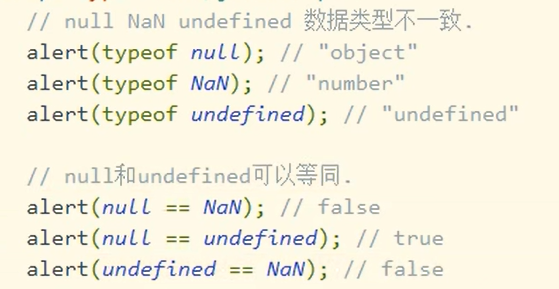 // null NaN undefined 数据类型不一致.
alert(typeof null); // "object"
alert(typeof NaN); // "number"
alert(typeof undefined); // "undefined"
// null和undefined可以等同.
alert(null == NaN); // false
alert(null == undefined); // true
alert(undefined == NaN); // false